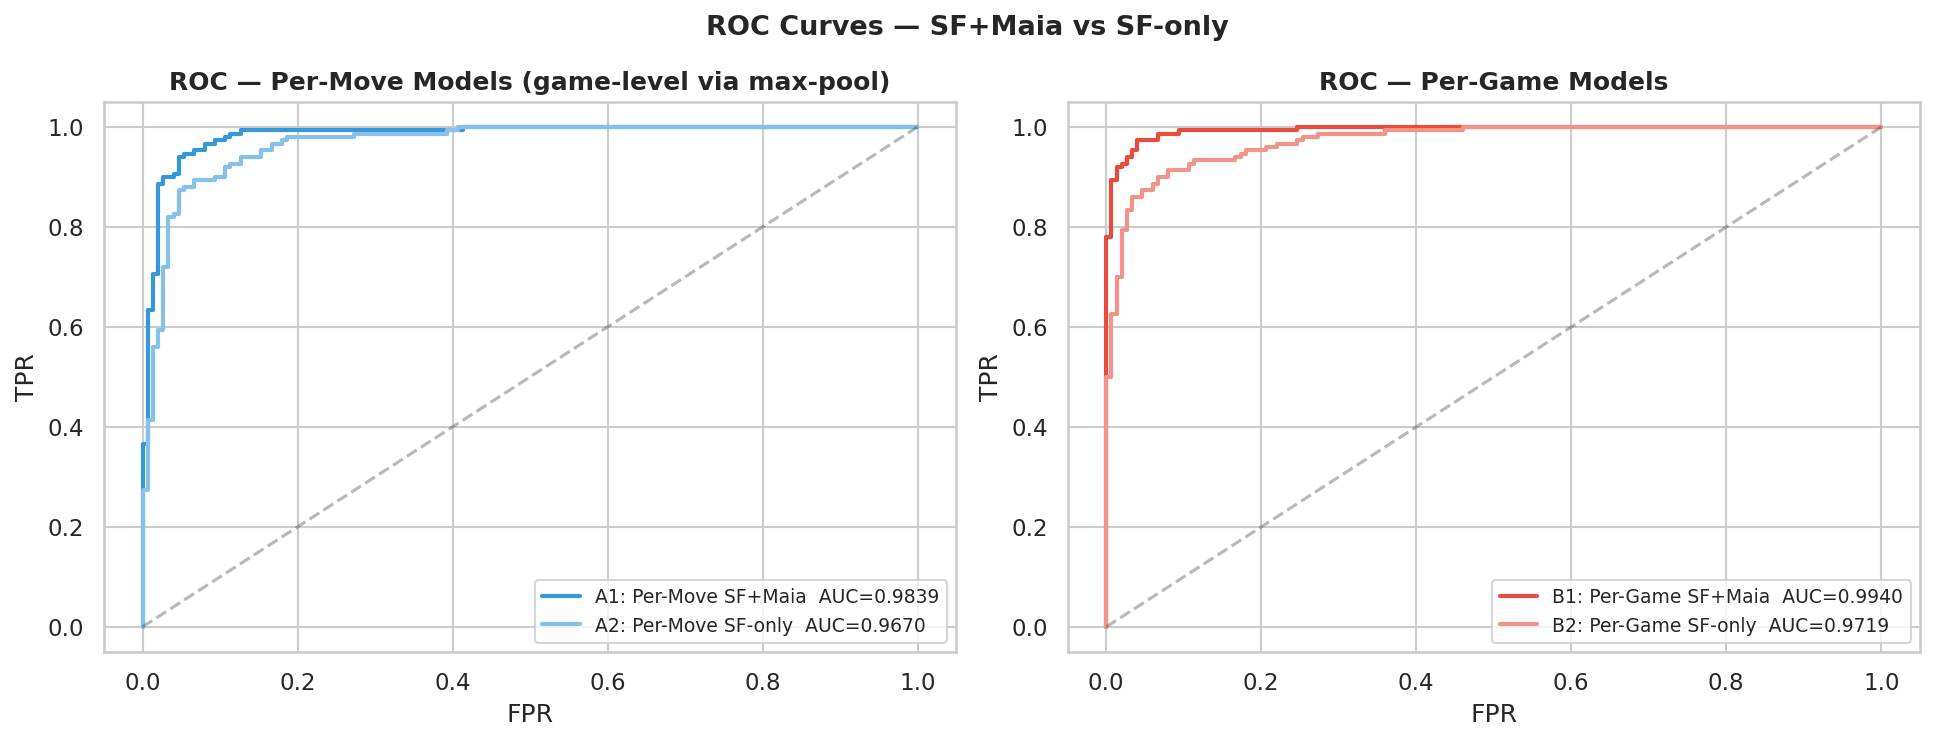 ROC Curves — SF+Maia vs SF-only
ROC — Per-Move Models (game-level via max-pool)
1.0
0.8
0.6
0.4
0.2
0.0
TPR
0.0 0.2 0.4 0.6 0.8 1.0
FPR
A1: Per-Move SF+Maia AUC=0.9839
A2: Per-Move SF-only AUC=0.9670
ROC — Per-Game Models
1.0
0.8
0.6
0.4
0.2
0.0
TPR
0.0 0.2 0.4 0.6 0.8 1.0
FPR
B1: Per-Game SF+Maia AUC=0.9940
B2: Per-Game SF-only AUC=0.9719